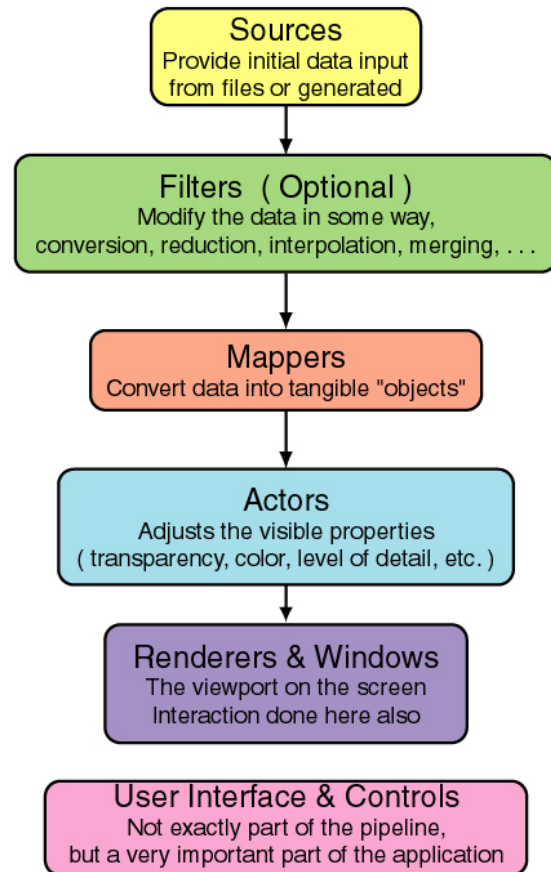 Sources
Provide initial data input
from files or generated
Filters ( Optional )
Modify the data in some way,
conversion, reduction, interpolation, merging, . . .
Mappers
Convert data into tangible "objects"
Actors
Adjusts the visible properties
( transparency, color, level of detail, etc. )
Renderers & Windows
The viewport on the screen
Interaction done here also
User Interface & Controls
Not exactly part of the pipeline,
but a very important part of the application